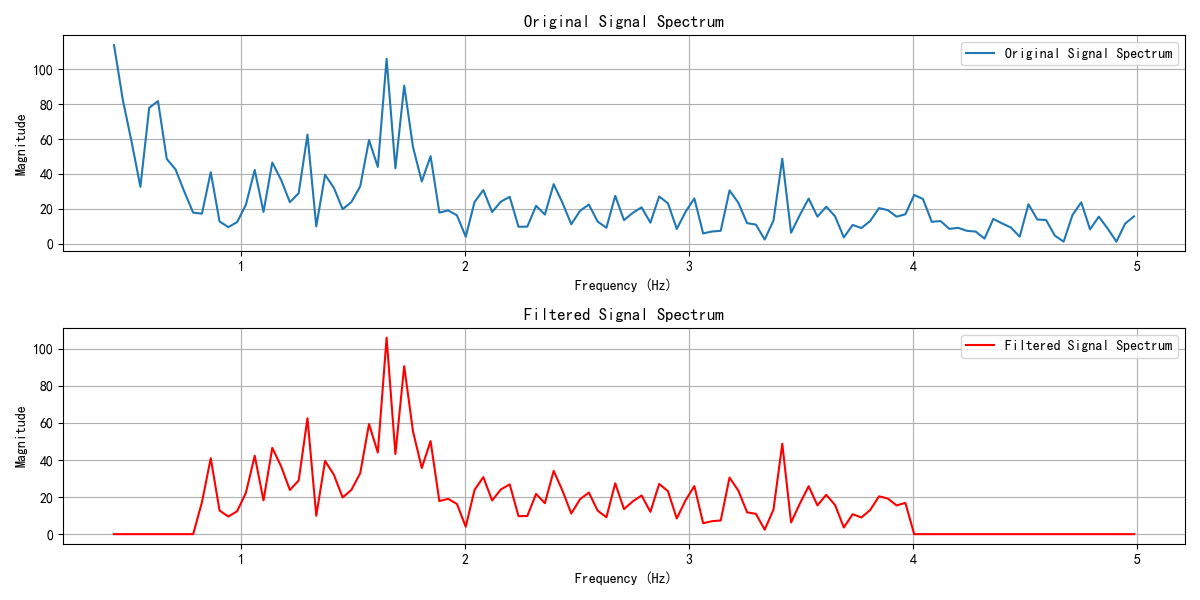 Original Signal Spectrum
Original Signal Spectrum
Magnitude
100
80
60
40
20
0
1
2
3
4
5
Frequency (Hz)
Filtered Signal Spectrum
Filtered Signal Spectrum
Magnitude
100
80
60
40
20
0
1
2
3
4
5
Frequency (Hz)